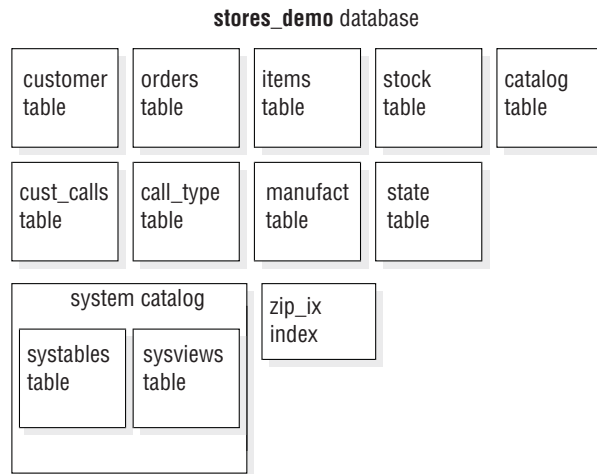 stores_demo database
customer
table
orders
table
items
table
stock
table
catalog
table
cust_calls
table
call_type
table
manufact
table
state
table
system catalog
systables
table
sysviews
table
zip_ix
index